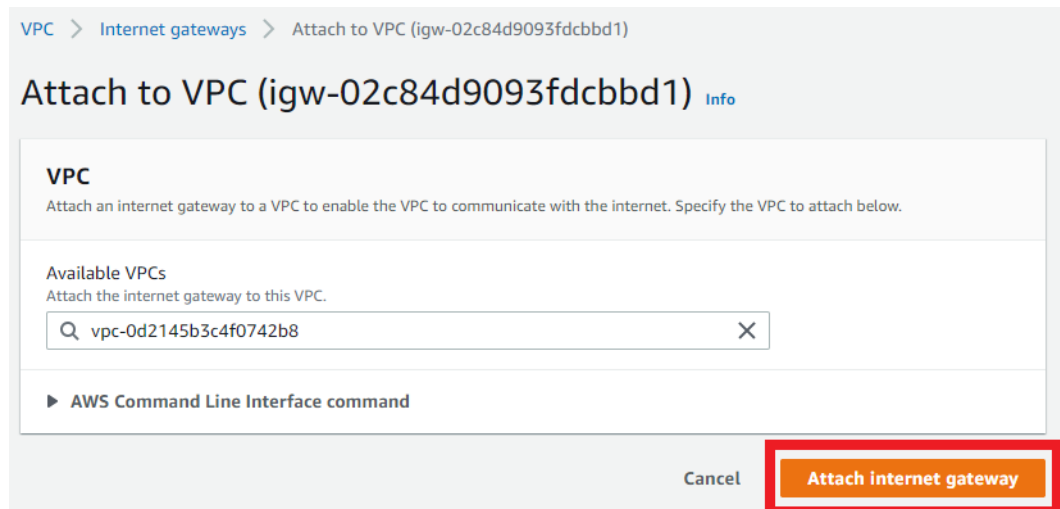 VPC > Internet gateways > Attach to VPC (igw-02c84d9093fdcbbd1)
Attach to VPC (igw-02c84d9093fdcbbd1) Info
VPC
Attach an internet gateway to a VPC to enable the VPC to communicate with the internet. Specify the VPC to attach below.
Available VPCs
Attach the internet gateway to this VPC.
vpc-0d2145b3c4f0742b8
AWS Command Line Interface command
Cancel Attach internet gateway